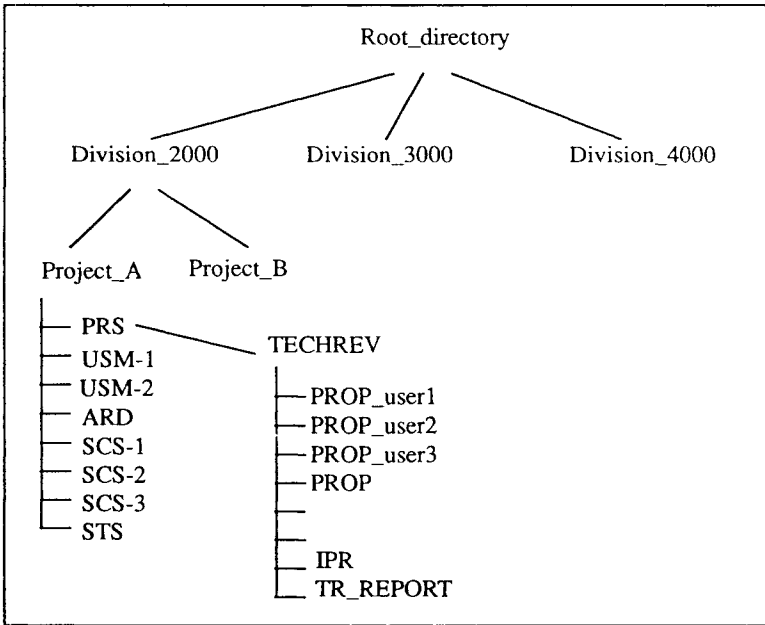 Root_directory
Division_2000 Division_3000 Division_4000
Project_A Project_B
PRS
TECHREV
USM-1
USM-2
ARD
SCS-1
SCS-2
SCS-3
STS
PROP_user1
PROP_user2
PROP_user3
PROP
IPR
TR_REPORT